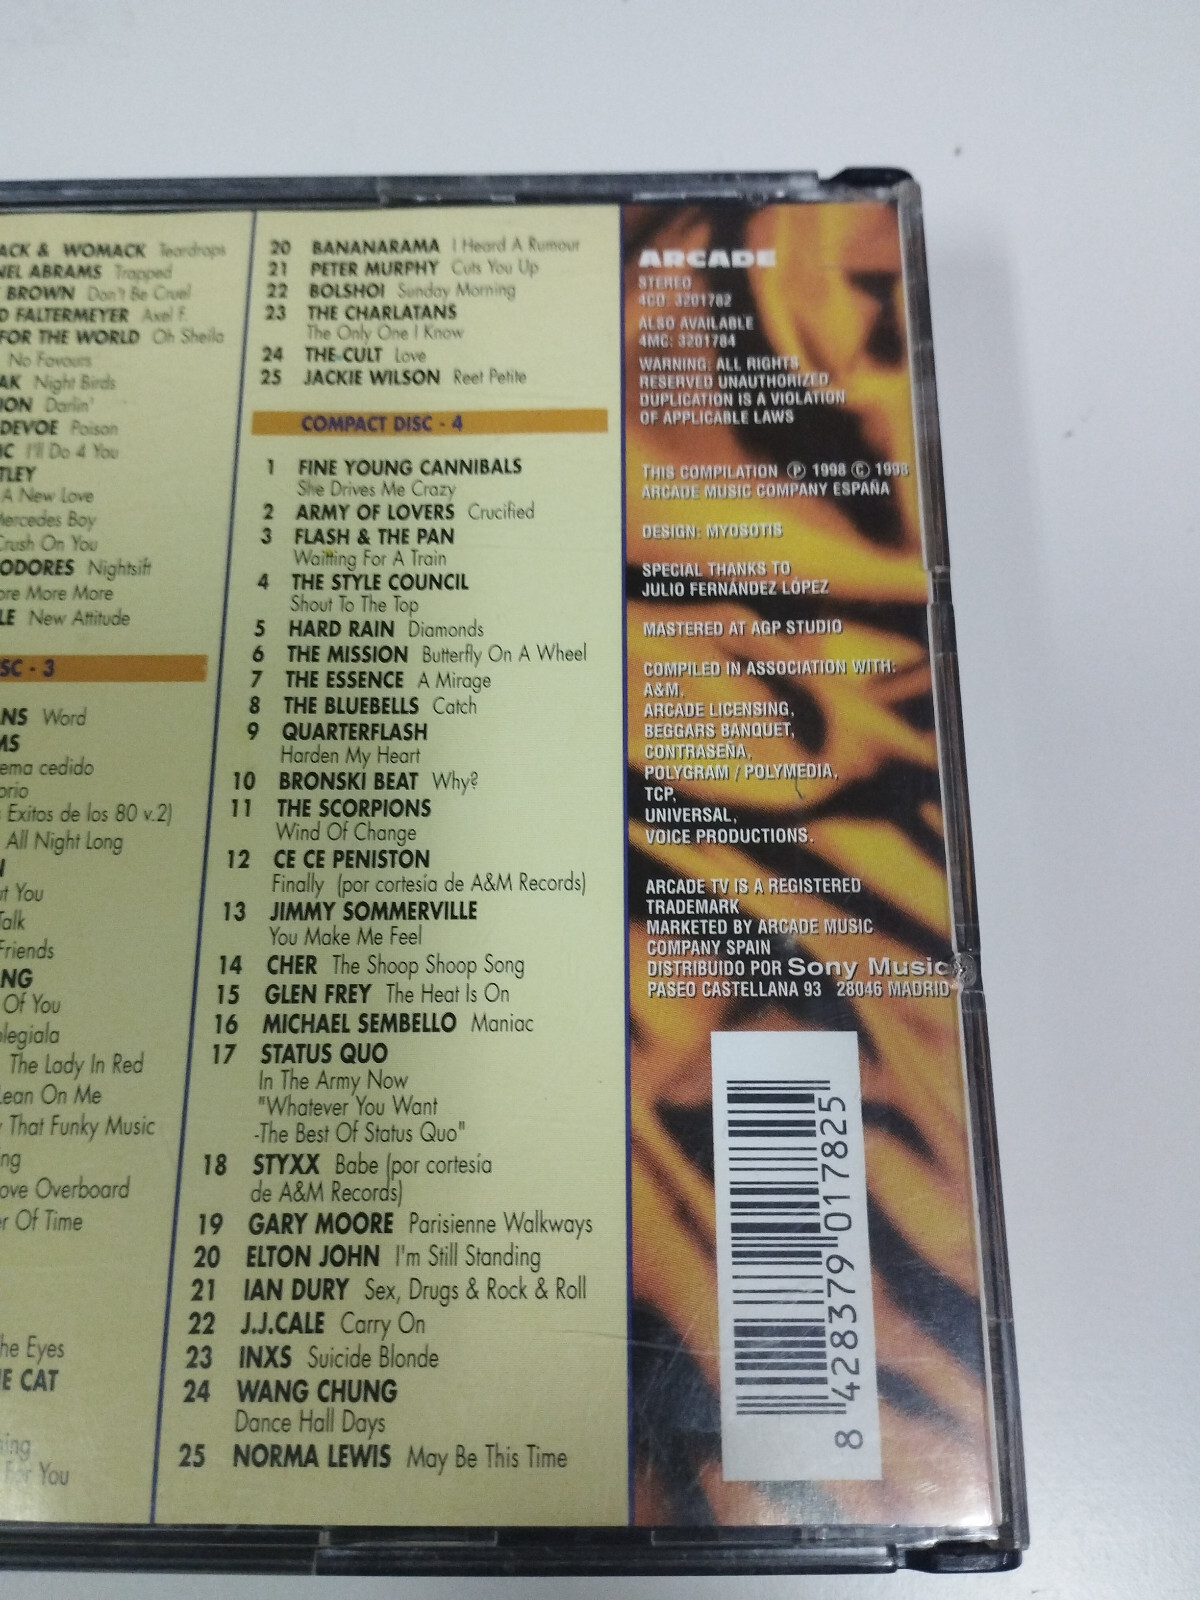 ACK & WOMACK Teardrops
NEL ABRAMS Trapped
BROWN Don't Be Cruel
D FALTERMEYER Axel F.
FOR THE WORLD Oh Sheila
No Favours
AK Night Birds
ION Darlin'
DEVOE Poison
IC I'll Do 4 You
TLEY
A New Love
Mercedes Boy
Crush On You
ODORES Nightsift
ore More More
LE New Attitude
SC - 3
NS Word
MS
ema cedido
orio
s Exitos de los 80 v.2)
All Night Long
ut You
Talk
Friends
NG
Of You
olegiala
The Lady In Red
Lean On Me
y That Funky Music
ng
ove Overboard
er Of Time
he Eyes
E CAT
ning
For You
20 BANANARAMA I Heard A Rumour
21 PETER MURPHY Cuts You Up
22 BOLSHOI Sunday Morning
23 THE CHARLATANS
The Only One I Know
24 THE CULT Love
25 JACKIE WILSON Reet Petite
COMPACT DISC - 4
1 FINE YOUNG CANNIBALS
She Drives Me Crazy
2 ARMY OF LOVERS Crucified
3 FLASH & THE PAN
Waitting For A Train
4 THE STYLE COUNCIL
Shout To The Top
5 HARD RAIN Diamonds
6 THE MISSION Butterfly On A Wheel
7 THE ESSENCE A Mirage
8 THE BLUEBELLS Catch
9 QUARTERFLASH
Harden My Heart
10 BRONSKI BEAT Why?
11 THE SCORPIONS
Wind Of Change
12 CE CE PENISTON
Finally (por cortesía de A&M Records)
13 JIMMY SOMMERVILLE
You Make Me Feel
14 CHER The Shoop Shoop Song
15 GLEN FREY The Heat Is On
16 MICHAEL SEMBELLO Maniac
17 STATUS QUO
In The Army Now
"Whatever You Want
-The Best Of Status Quo"
18 STYXX Babe (por cortesía
de A&M Records)
19 GARY MOORE Parisienne Walkways
20 ELTON JOHN I'm Still Standing
21 IAN DURY Sex, Drugs & Rock & Roll
22 J.J.CALE Carry On
23 INXS Suicide Blonde
24 WANG CHUNG
Dance Hall Days
25 NORMA LEWIS May Be This Time
ARCADE
STEREO
4CD: 3201782
ALSO AVAILABLE
4MC: 3201784
WARNING: ALL RIGHTS
RESERVED UNAUTHORIZED
DUPLICATION IS A VIOLATION
OF APPLICABLE LAWS
THIS COMPILATION Ⓟ 1998 © 1998
ARCADE MUSIC COMPANY ESPAÑA
DESIGN: MYOSOTIS
SPECIAL THANKS TO
JULIO FERNÁNDEZ LÓPEZ
MASTERED AT AGP STUDIO
COMPILED IN ASSOCIATION WITH:
A&M,
ARCADE LICENSING,
BEGGARS BANQUET,
CONTRASEÑA,
POLYGRAM / POLYMEDIA,
TCP,
UNIVERSAL,
VOICE PRODUCTIONS.
ARCADE TV IS A REGISTERED
TRADEMARK
MARKETED BY ARCADE MUSIC
COMPANY SPAIN
DISTRIBUIDO POR Sony Music
PASEO CASTELLANA 93 28046 MADRID
8 428379 017825